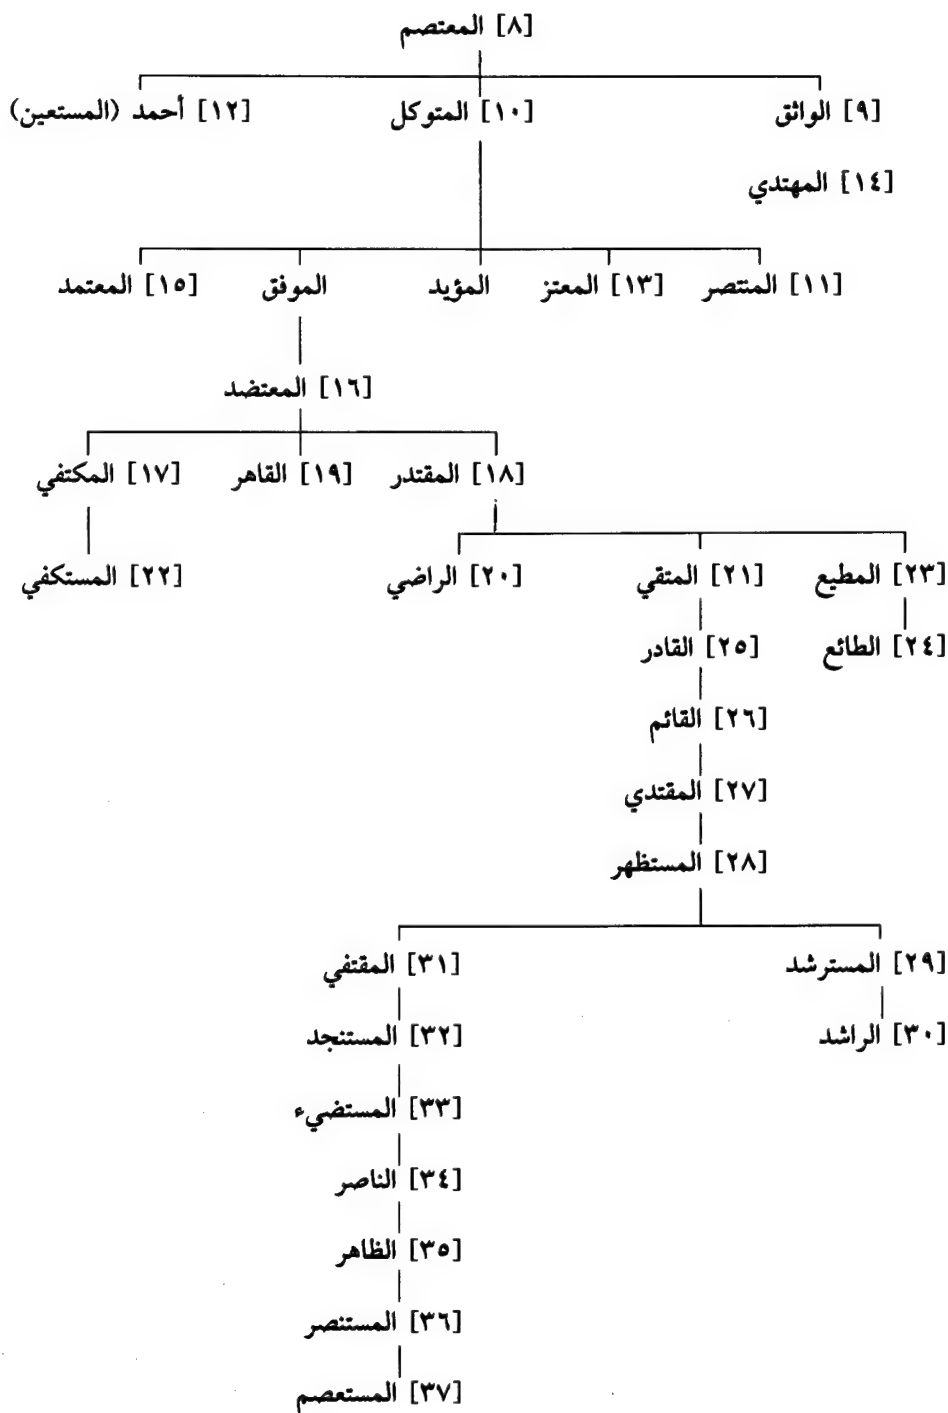 [٨] المعتصم
[٩] الواثق [١٠] المتوكل [١٢] أحمد (المستعين)
[١٤] المهتدي
[١١] المنتصر [١٣] المعتز المؤيد الموفق [١٥] المعتمد
[١٦] المعتضد
[١٨] المقتدر [١٩] القاهر [١٧] المكتفي
[٢٣] المطيع [٢١] المتقي [٢٠] الراضي [٢٢] المستكفي
[٢٤] الطائع [٢٥] القادر
[٢٦] القائم
[٢٧] المقتدي
[٢٨] المستظهر
[٢٩] المسترشد [٣١] المقتفي
[٣٠] الراشد [٣٢] المستنجد
[٣٣] المستضيء
[٣٤] الناصر
[٣٥] الظاهر
[٣٦] المستنصر
[٣٧] المستعصم